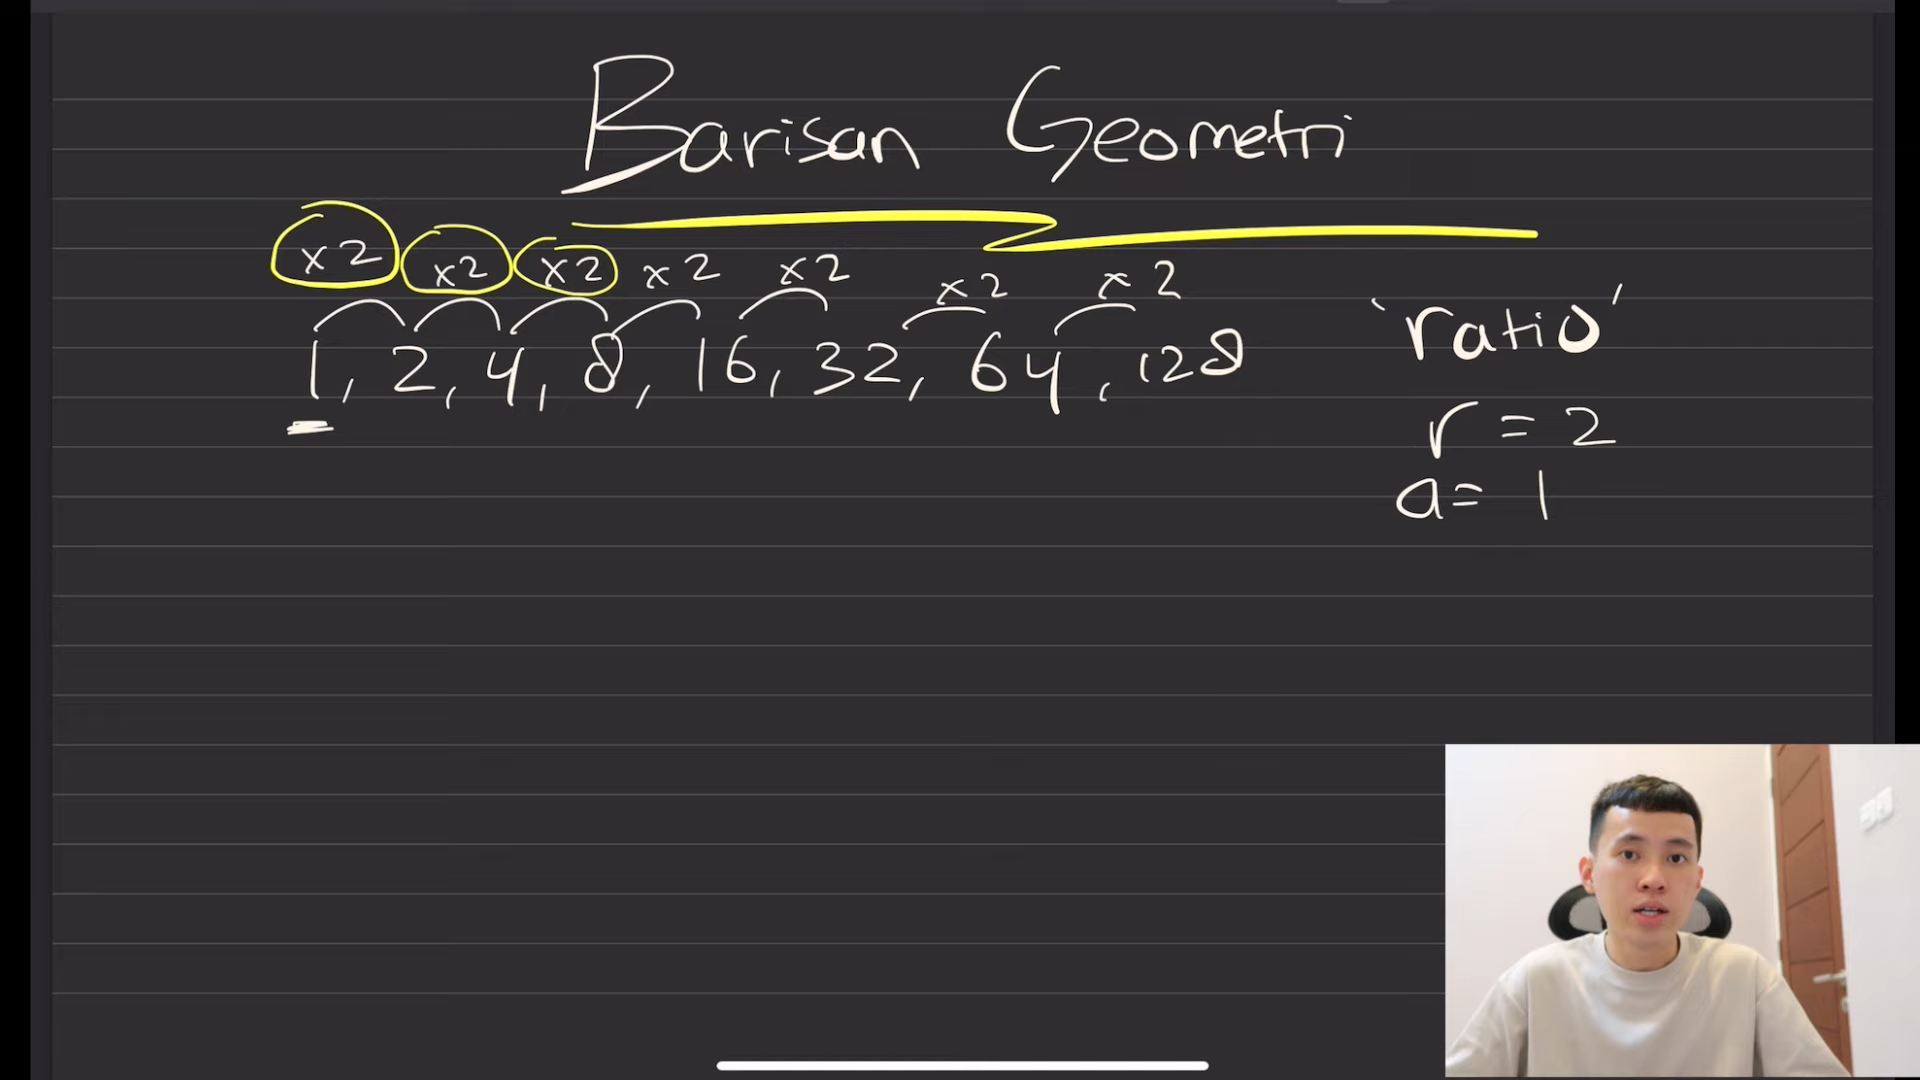 Barisan Geometri
x2 x2 x2 x2 x2 x2 x2
1, 2, 4, 8, 16, 32, 64, 128
'ratio'
r = 2
a = 1